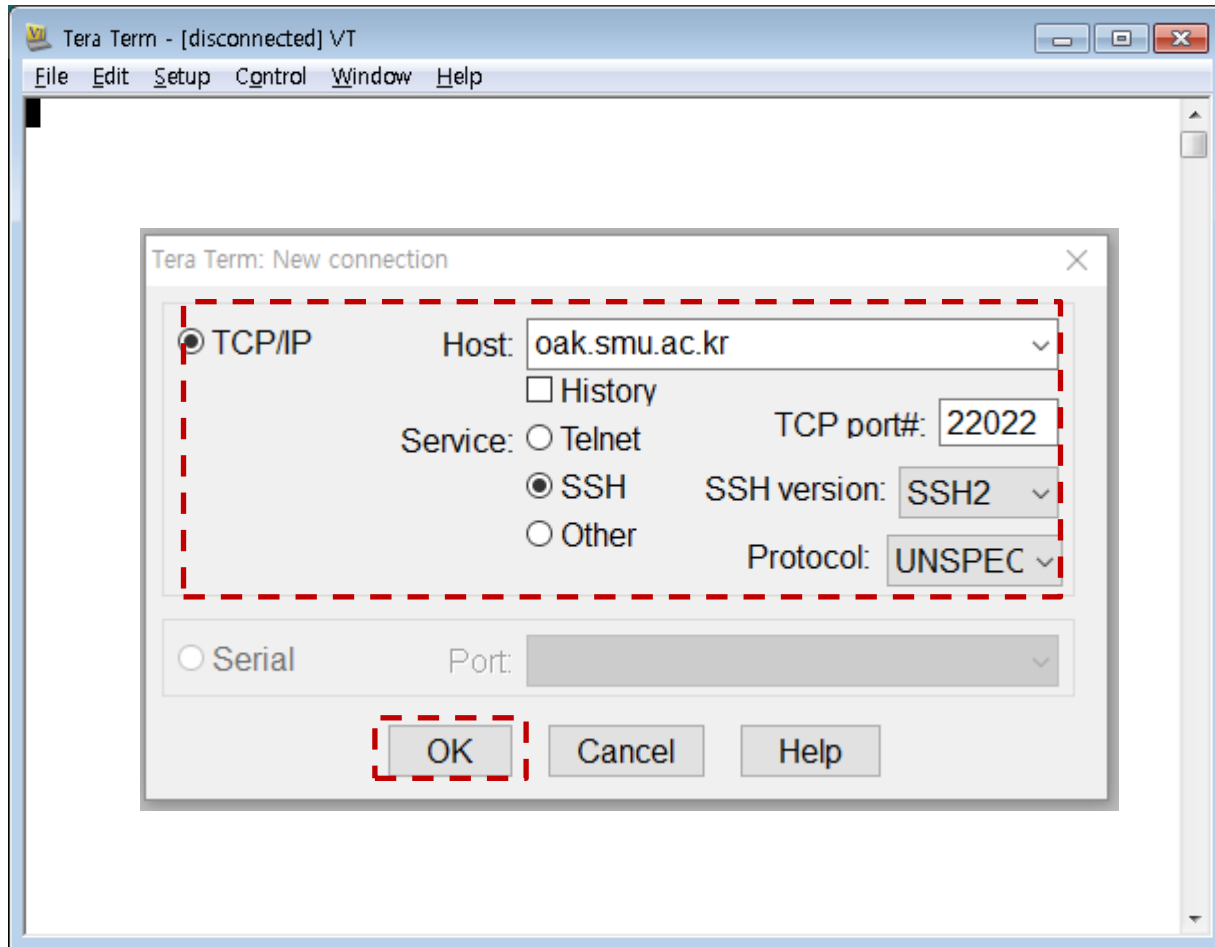 Tera Term - [disconnected] VT
File Edit Setup Control Window Help
Tera Term: New connection
TCP/IP Host: oak.smu.ac.kr
History
Service: Telnet TCP port#: 22022
SSH SSH version: SSH2
Other Protocol: UNSPEC
Serial Port:
OK Cancel Help